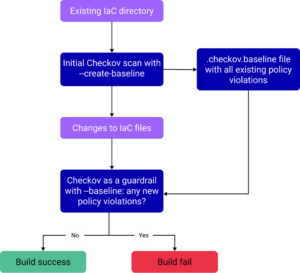 Existing IaC directory
Initial Checkov scan with
--create-baseline
.checkov.baseline file
with all existing policy
violations
Changes to IaC files
Checkov as a guardrail
with --baseline: any new
policy violations?
No
Yes
Build success
Build fail